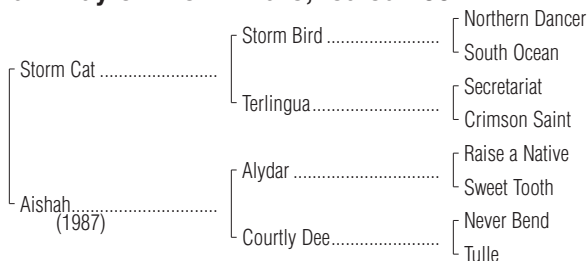 Northern Dancer
Storm Bird ........................
South Ocean
Storm Cat .........................
Secretariat
Terlingua...........................
Crimson Saint
Raise a Native
Alydar ..............................
Sweet Tooth
Aishah...............................
(1987)
Never Bend
Courtly Dee.......................
Tulle